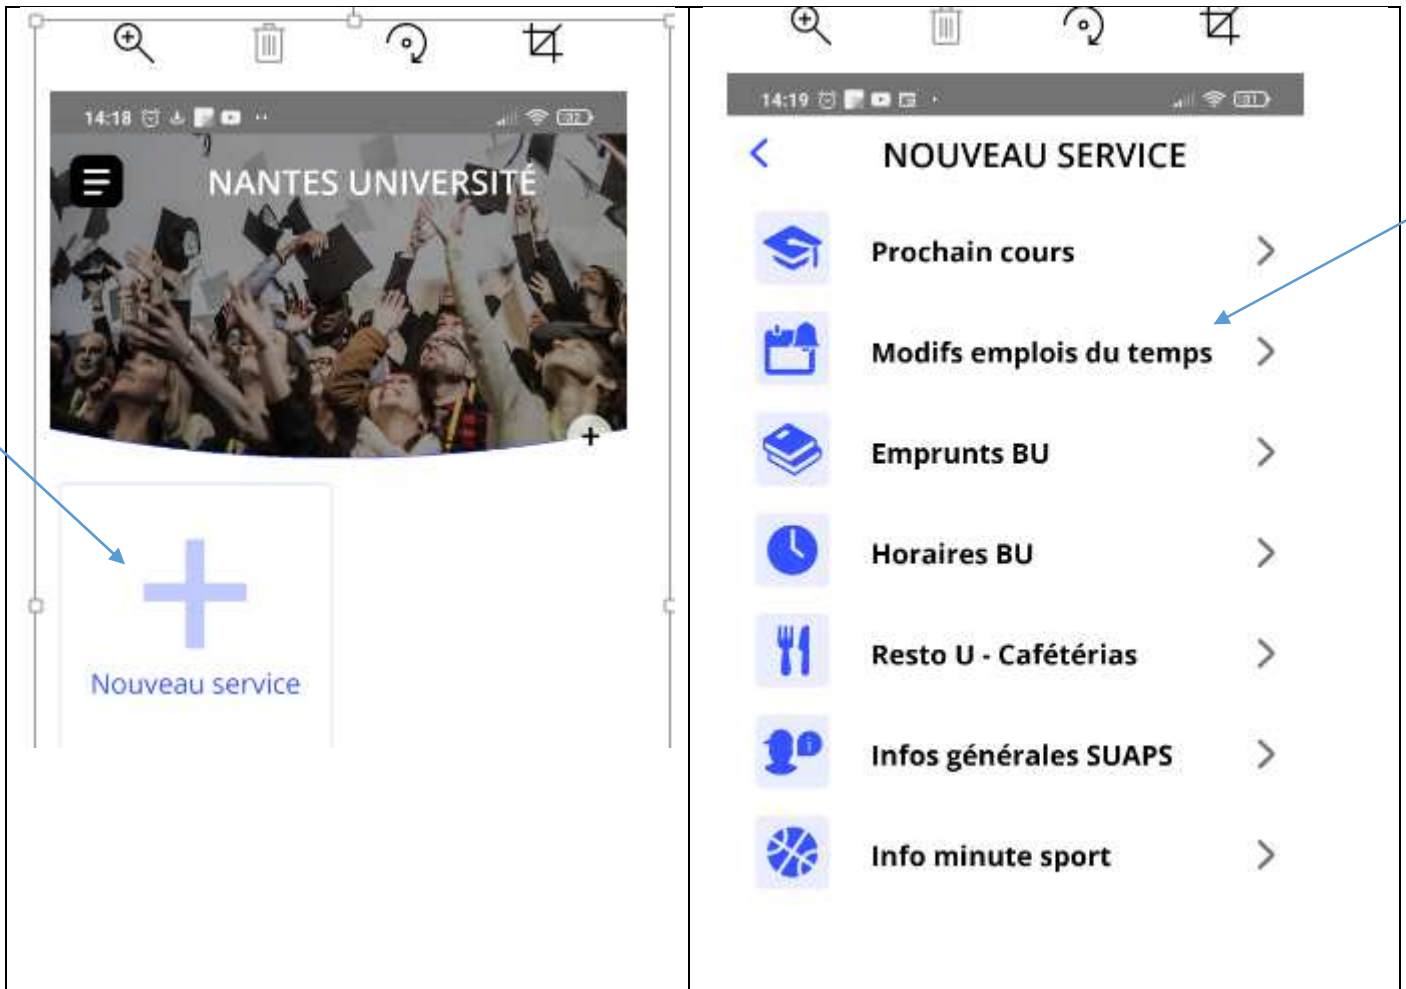 14:18
NANTES UNIVERSITÉ
Nouveau service
14:19
NOUVEAU SERVICE
Prochain cours
Modifs emplois du temps
Emprunts BU
Horaires BU
Resto U - Cafétérias
Infos générales SUAPS
Info minute sport